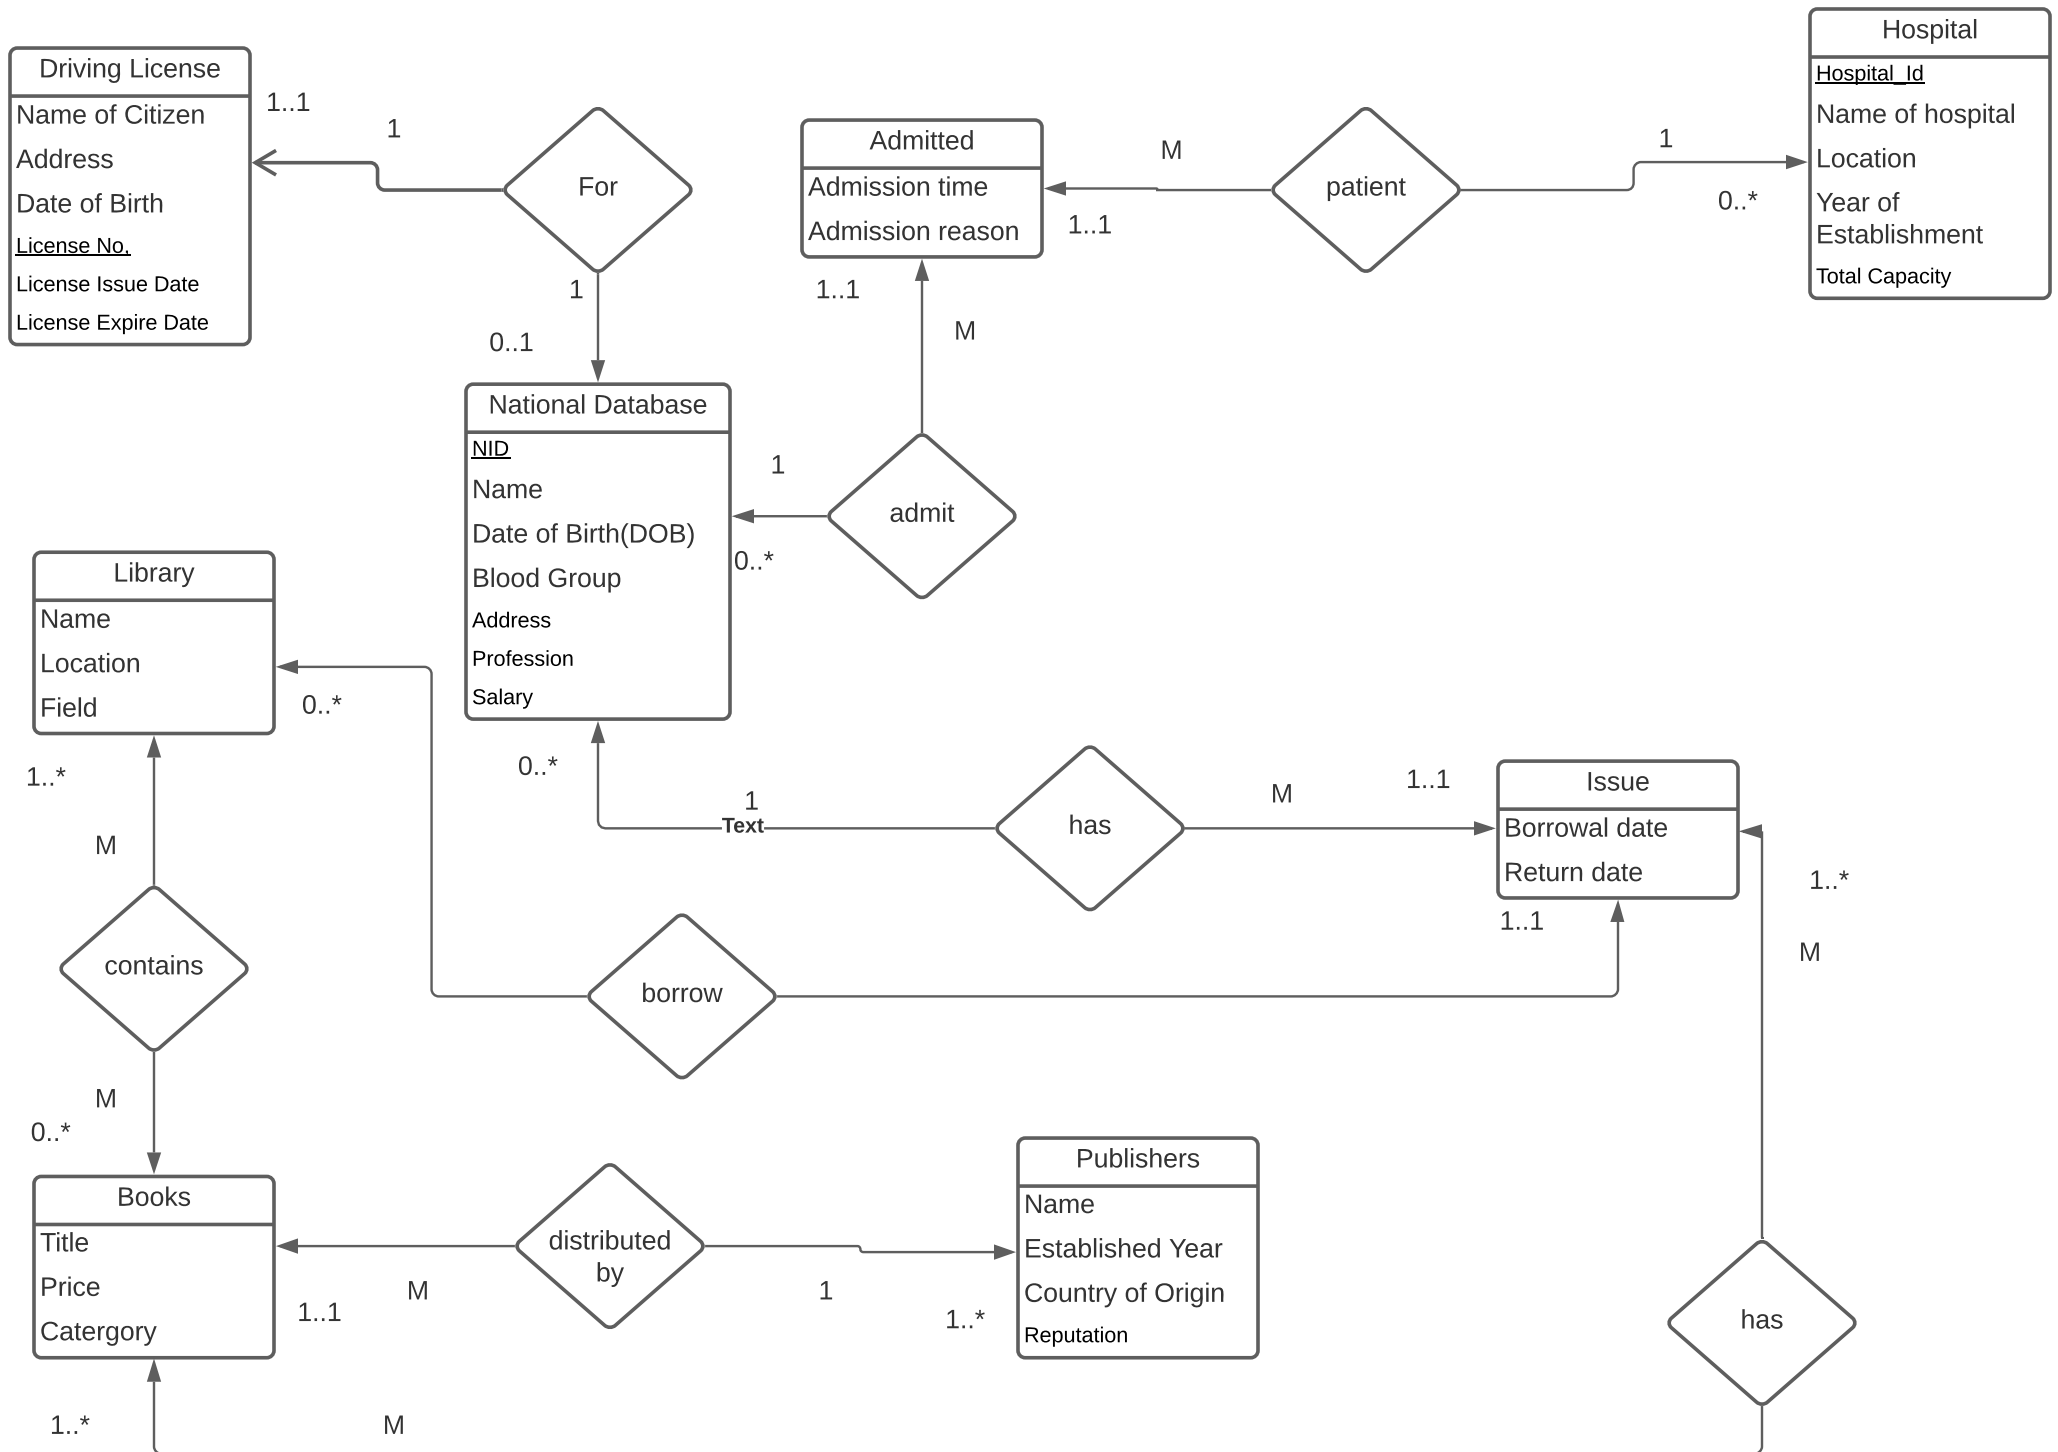 Hospital
Hospital_Id
Name of hospital
Location
Year of
Establishment
Total Capacity
Driving License
Name of Citizen
Address
Date of Birth
License No,
License Issue Date
License Expire Date
1..1
1
For
1
0..1
Admitted
Admission time
Admission reason
M
1..1
patient
1
0..*
1..1
M
National Database
NID
Name
Date of Birth(DOB)
Blood Group
Address
Profession
Salary
1
0..*
admit
Library
Name
Location
Field
0..*
1..*
M
contains
M
0..*
0..*
1
Text
has
M
1..1
Issue
Borrowal date
Return date
1..1
1..*
M
borrow
Books
Title
Price
Catergory
M
1..1
distributed
by
1
1..*
Publishers
Name
Established Year
Country of Origin
Reputation
has
1..*
M